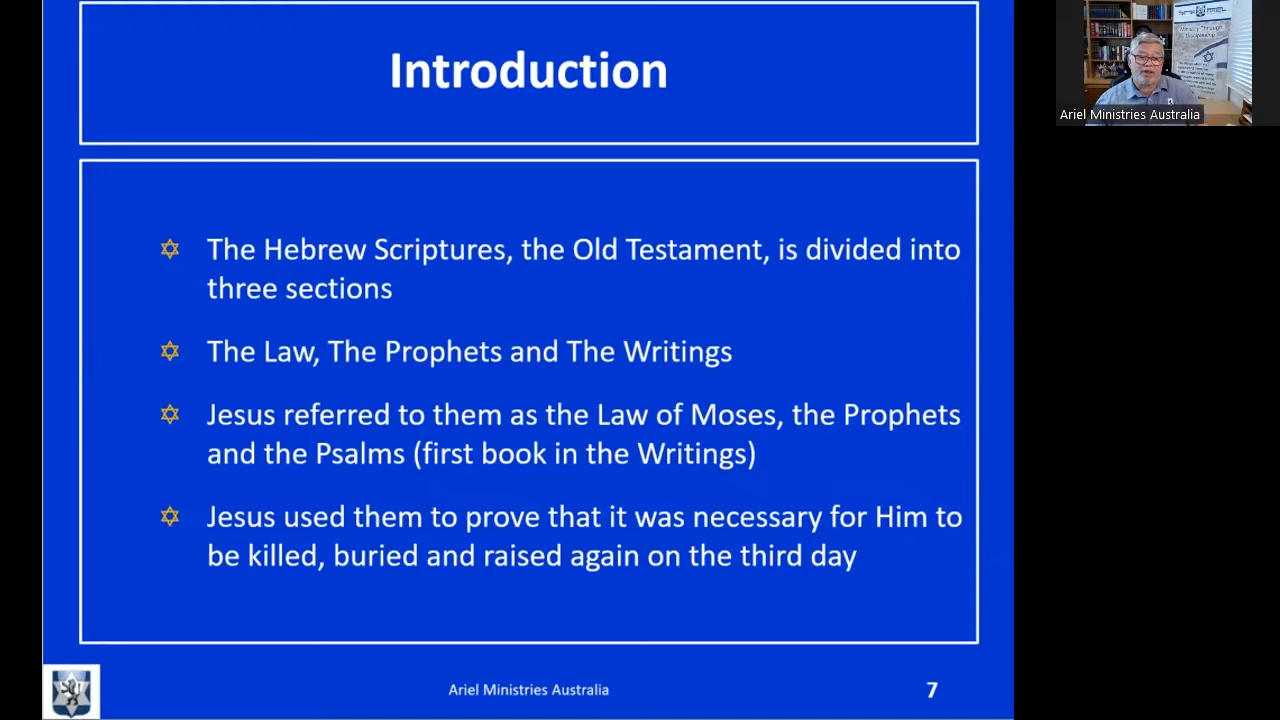 Introduction
The Hebrew Scriptures, the Old Testament, is divided into
three sections
The Law, The Prophets and The Writings
Jesus referred to them as the Law of Moses, the Prophets
and the Psalms (first book in the Writings)
Jesus used them to prove that it was necessary for Him to
be killed, buried and raised again on the third day
Ariel Ministries Australia
7
Ministry Through
Discipleship
Ariel Ministries Australia